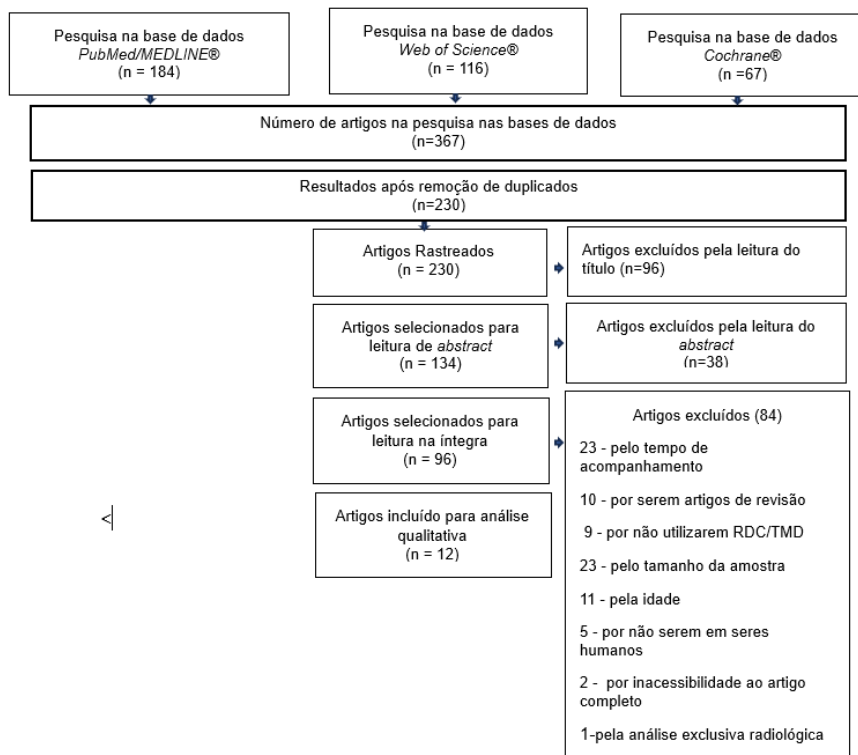 Pesquisa na base de dados
PubMed/MEDLINE®
(n = 184)
Pesquisa na base de dados
Web of Science®
(n = 116)
Pesquisa na base de dados
Cochrane®
(n =67)
Número de artigos na pesquisa nas bases de dados
(n=367)
Resultados após remoção de duplicados
(n=230)
Artigos Rastreados
(n = 230)
Artigos excluídos pela leitura do
título (n=96)
Artigos selecionados para
leitura de abstract
(n = 134)
Artigos excluídos pela leitura do
abstract
(n=38)
Artigos selecionados para
leitura na íntegra
(n = 96)
Artigos excluídos (84)
23 - pelo tempo de
acompanhamento
10 - por serem artigos de revisão
9 - por não utilizarem RDC/TMD
23 - pelo tamanho da amostra
11 - pela idade
5 - por não serem em seres
humanos
2 - por inacessibilidade ao artigo
completo
1-pela análise exclusiva radiológica
<
Artigos incluído para análise
qualitativa
(n = 12)